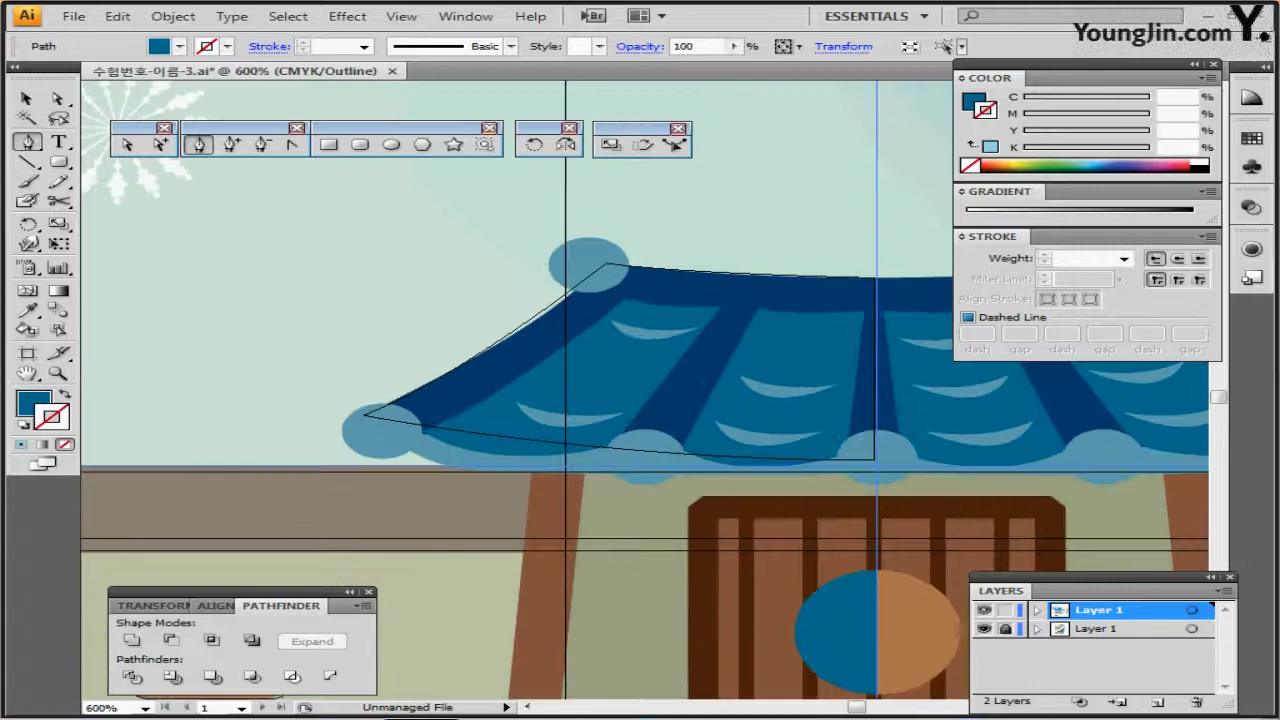 Ai File Edit Object Type Select Effect View Window Help Br ESSENTIALS
YoungJin.com Y.
Path Stroke: Basic Style: Opacity: 100 % Transform
수험번호-이름-3.ai* @ 600% (CMYK/Outline)
COLOR
C %
M %
Y %
K %
GRADIENT
STROKE
Weight:
Miter Limit: x
Align Stroke:
Dashed Line
dash gap dash gap dash gap
TRANSFORM ALIGN PATHFINDER
Shape Modes:
Expand
Pathfinders:
LAYERS
Layer 1
Layer 1
2 Layers
600% 1 Unmanaged File